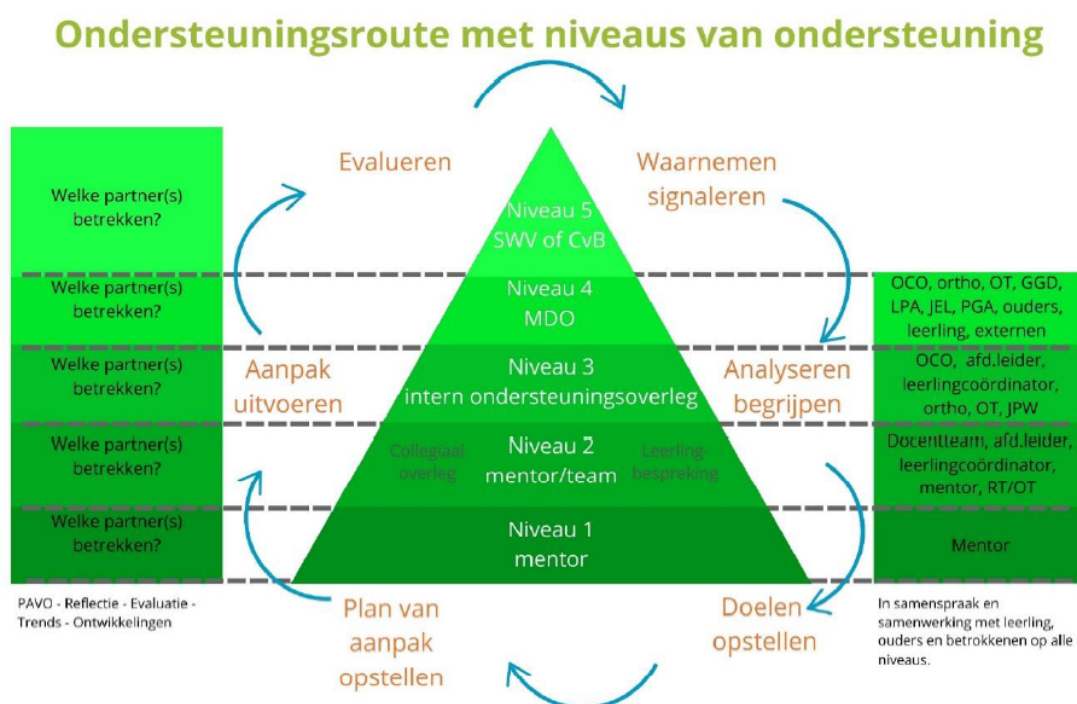 Ondersteuningsroute met niveaus van ondersteuning
Evalueren
Waarnemen
signaleren
Welke partner(s)
betrekken?
Niveau 5
SWV of CvB
Welke partner(s)
betrekken?
Niveau 4
MDO
OCO, ortho, OT, GGD,
LPA, JEL, PGA, ouders,
leerling, externen
Welke partner(s)
betrekken?
Aanpak
uitvoeren
Niveau 3
intern ondersteuningsoverleg
Analyseren
begrijpen
OCO, afd.leider,
leerlingcoördinator,
ortho, OT, JPW
Welke partner(s)
betrekken?
Collegiaal
overleg
Niveau 2
mentor/team
Leerling-
bespreking
Docentteam, afd.leider,
leerlingcoördinator,
mentor, RT/OT
Welke partner(s)
betrekken?
Niveau 1
mentor
Mentor
PAVO - Reflectie - Evaluatie -
Trends - Ontwikkelingen
Plan van
aanpak
opstellen
Doelen
opstellen
In samenspraak en
samenwerking met leerling,
ouders en betrokkenen op alle
niveaus.